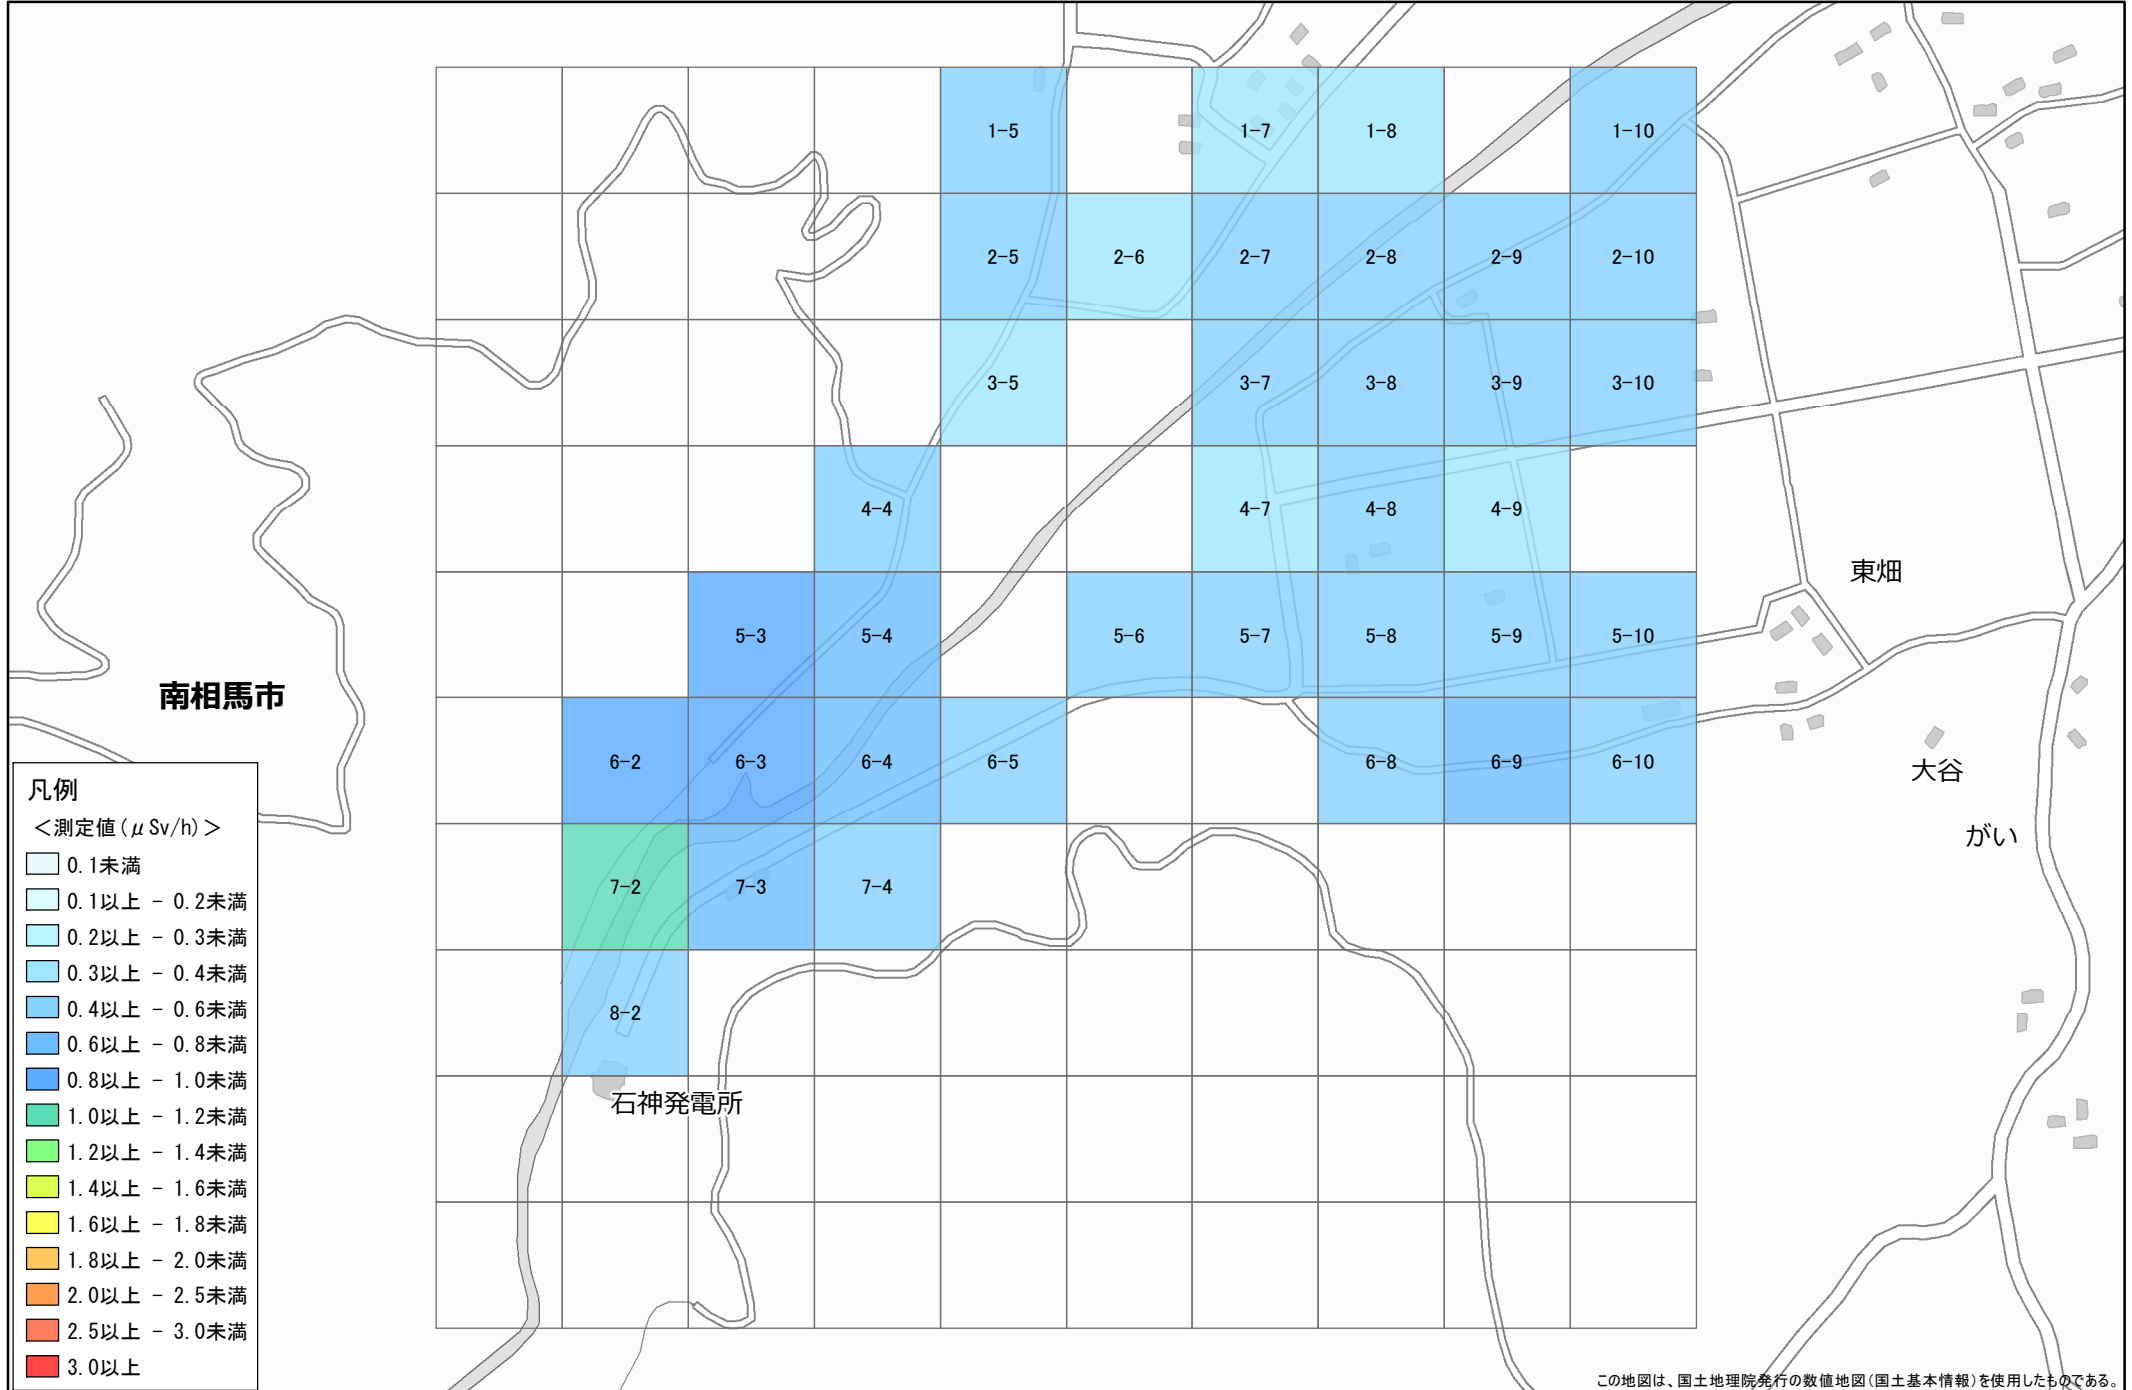 1-5
1-7
1-8
1-10
2-5
2-6
2-7
2-8
2-9
2-10
3-5
3-7
3-8
3-9
3-10
4-4
4-7
4-8
4-9
東畑
5-3
5-4
5-6
5-7
5-8
5-9
5-10
南相馬市
6-2
6-3
6-4
6-5
6-8
6-9
6-10
大谷
がい
7-2
7-3
7-4
8-2
石神発電所
凡例
＜測定値(μSv/h)＞
0.1未満
0.1以上 - 0.2未満
0.2以上 - 0.3未満
0.3以上 - 0.4未満
0.4以上 - 0.6未満
0.6以上 - 0.8未満
0.8以上 - 1.0未満
1.0以上 - 1.2未満
1.2以上 - 1.4未満
1.4以上 - 1.6未満
1.6以上 - 1.8未満
1.8以上 - 2.0未満
2.0以上 - 2.5未満
2.5以上 - 3.0未満
3.0以上
この地図は、国土地理院発行の数値地図(国土基本情報)を使用したものである。